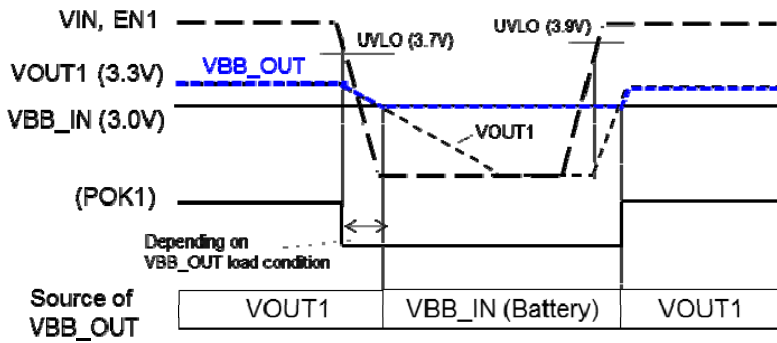 VIN, EN1
UVLO (3.7V)
UVLO (3.9V)
VOUT1 (3.3V)
VBB_OUT
VBB_IN (3.0V)
VOUT1
(POK1)
Depending on
VBB_OUT load condition
Source of
VBB_OUT
VOUT1
VBB_IN (Battery)
VOUT1